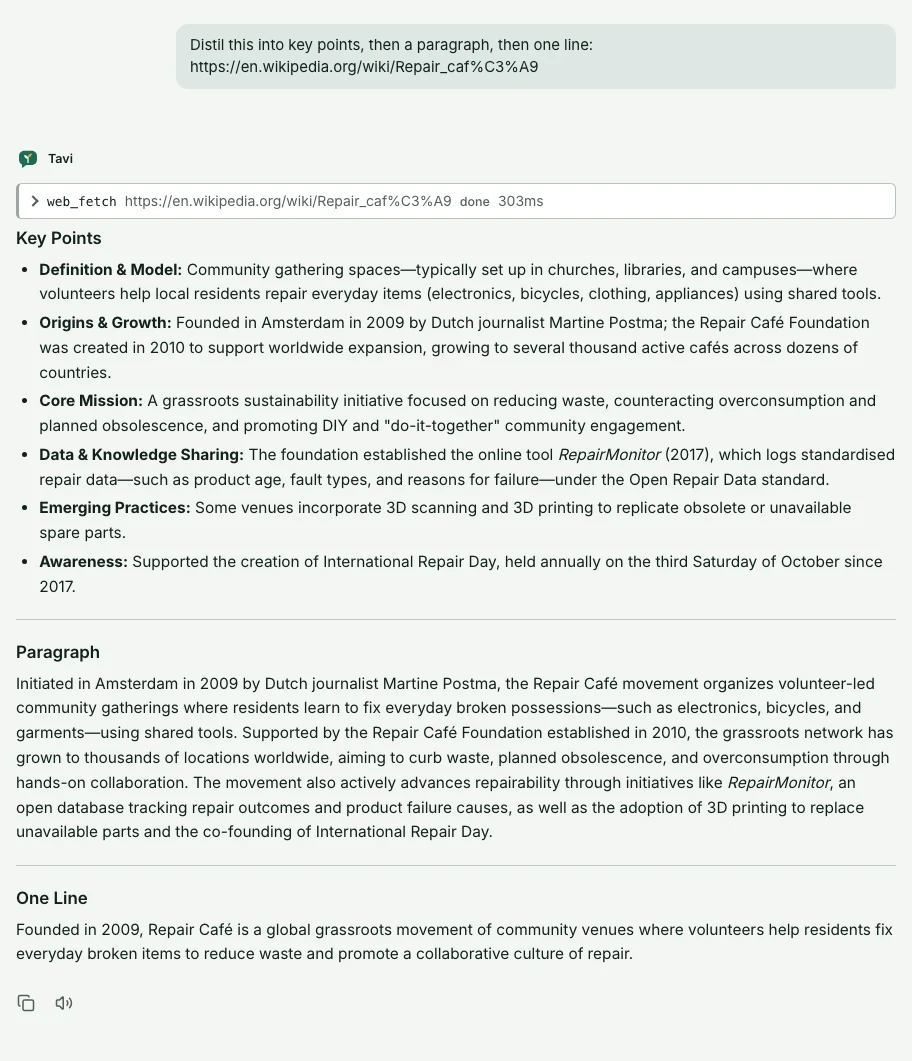 Distil this into key points, then a paragraph, then one line:
https://en.wikipedia.org/wiki/Repair_caf%C3%A9
Tavi
web_fetch https://en.wikipedia.org/wiki/Repair_caf%C3%A9 done 303ms
Key Points
• Definition & Model: Community gathering spaces—typically set up in churches, libraries, and campuses—where
volunteers help local residents repair everyday items (electronics, bicycles, clothing, appliances) using shared tools.
• Origins & Growth: Founded in Amsterdam in 2009 by Dutch journalist Martine Postma; the Repair Café Foundation
was created in 2010 to support worldwide expansion, growing to several thousand active cafés across dozens of
countries.
• Core Mission: A grassroots sustainability initiative focused on reducing waste, counteracting overconsumption and
planned obsolescence, and promoting DIY and "do-it-together" community engagement.
• Data & Knowledge Sharing: The foundation established the online tool RepairMonitor (2017), which logs standardised
repair data—such as product age, fault types, and reasons for failure—under the Open Repair Data standard.
• Emerging Practices: Some venues incorporate 3D scanning and 3D printing to replicate obsolete or unavailable
spare parts.
• Awareness: Supported the creation of International Repair Day, held annually on the third Saturday of October since
2017.
Paragraph
Initiated in Amsterdam in 2009 by Dutch journalist Martine Postma, the Repair Café movement organizes volunteer-led
community gatherings where residents learn to fix everyday broken possessions—such as electronics, bicycles, and
garments—using shared tools. Supported by the Repair Café Foundation established in 2010, the grassroots network has
grown to thousands of locations worldwide, aiming to curb waste, planned obsolescence, and overconsumption through
hands-on collaboration. The movement also actively advances repairability through initiatives like RepairMonitor, an
open database tracking repair outcomes and product failure causes, as well as the adoption of 3D printing to replace
unavailable parts and the co-founding of International Repair Day.
One Line
Founded in 2009, Repair Café is a global grassroots movement of community venues where volunteers help residents fix
everyday broken items to reduce waste and promote a collaborative culture of repair.